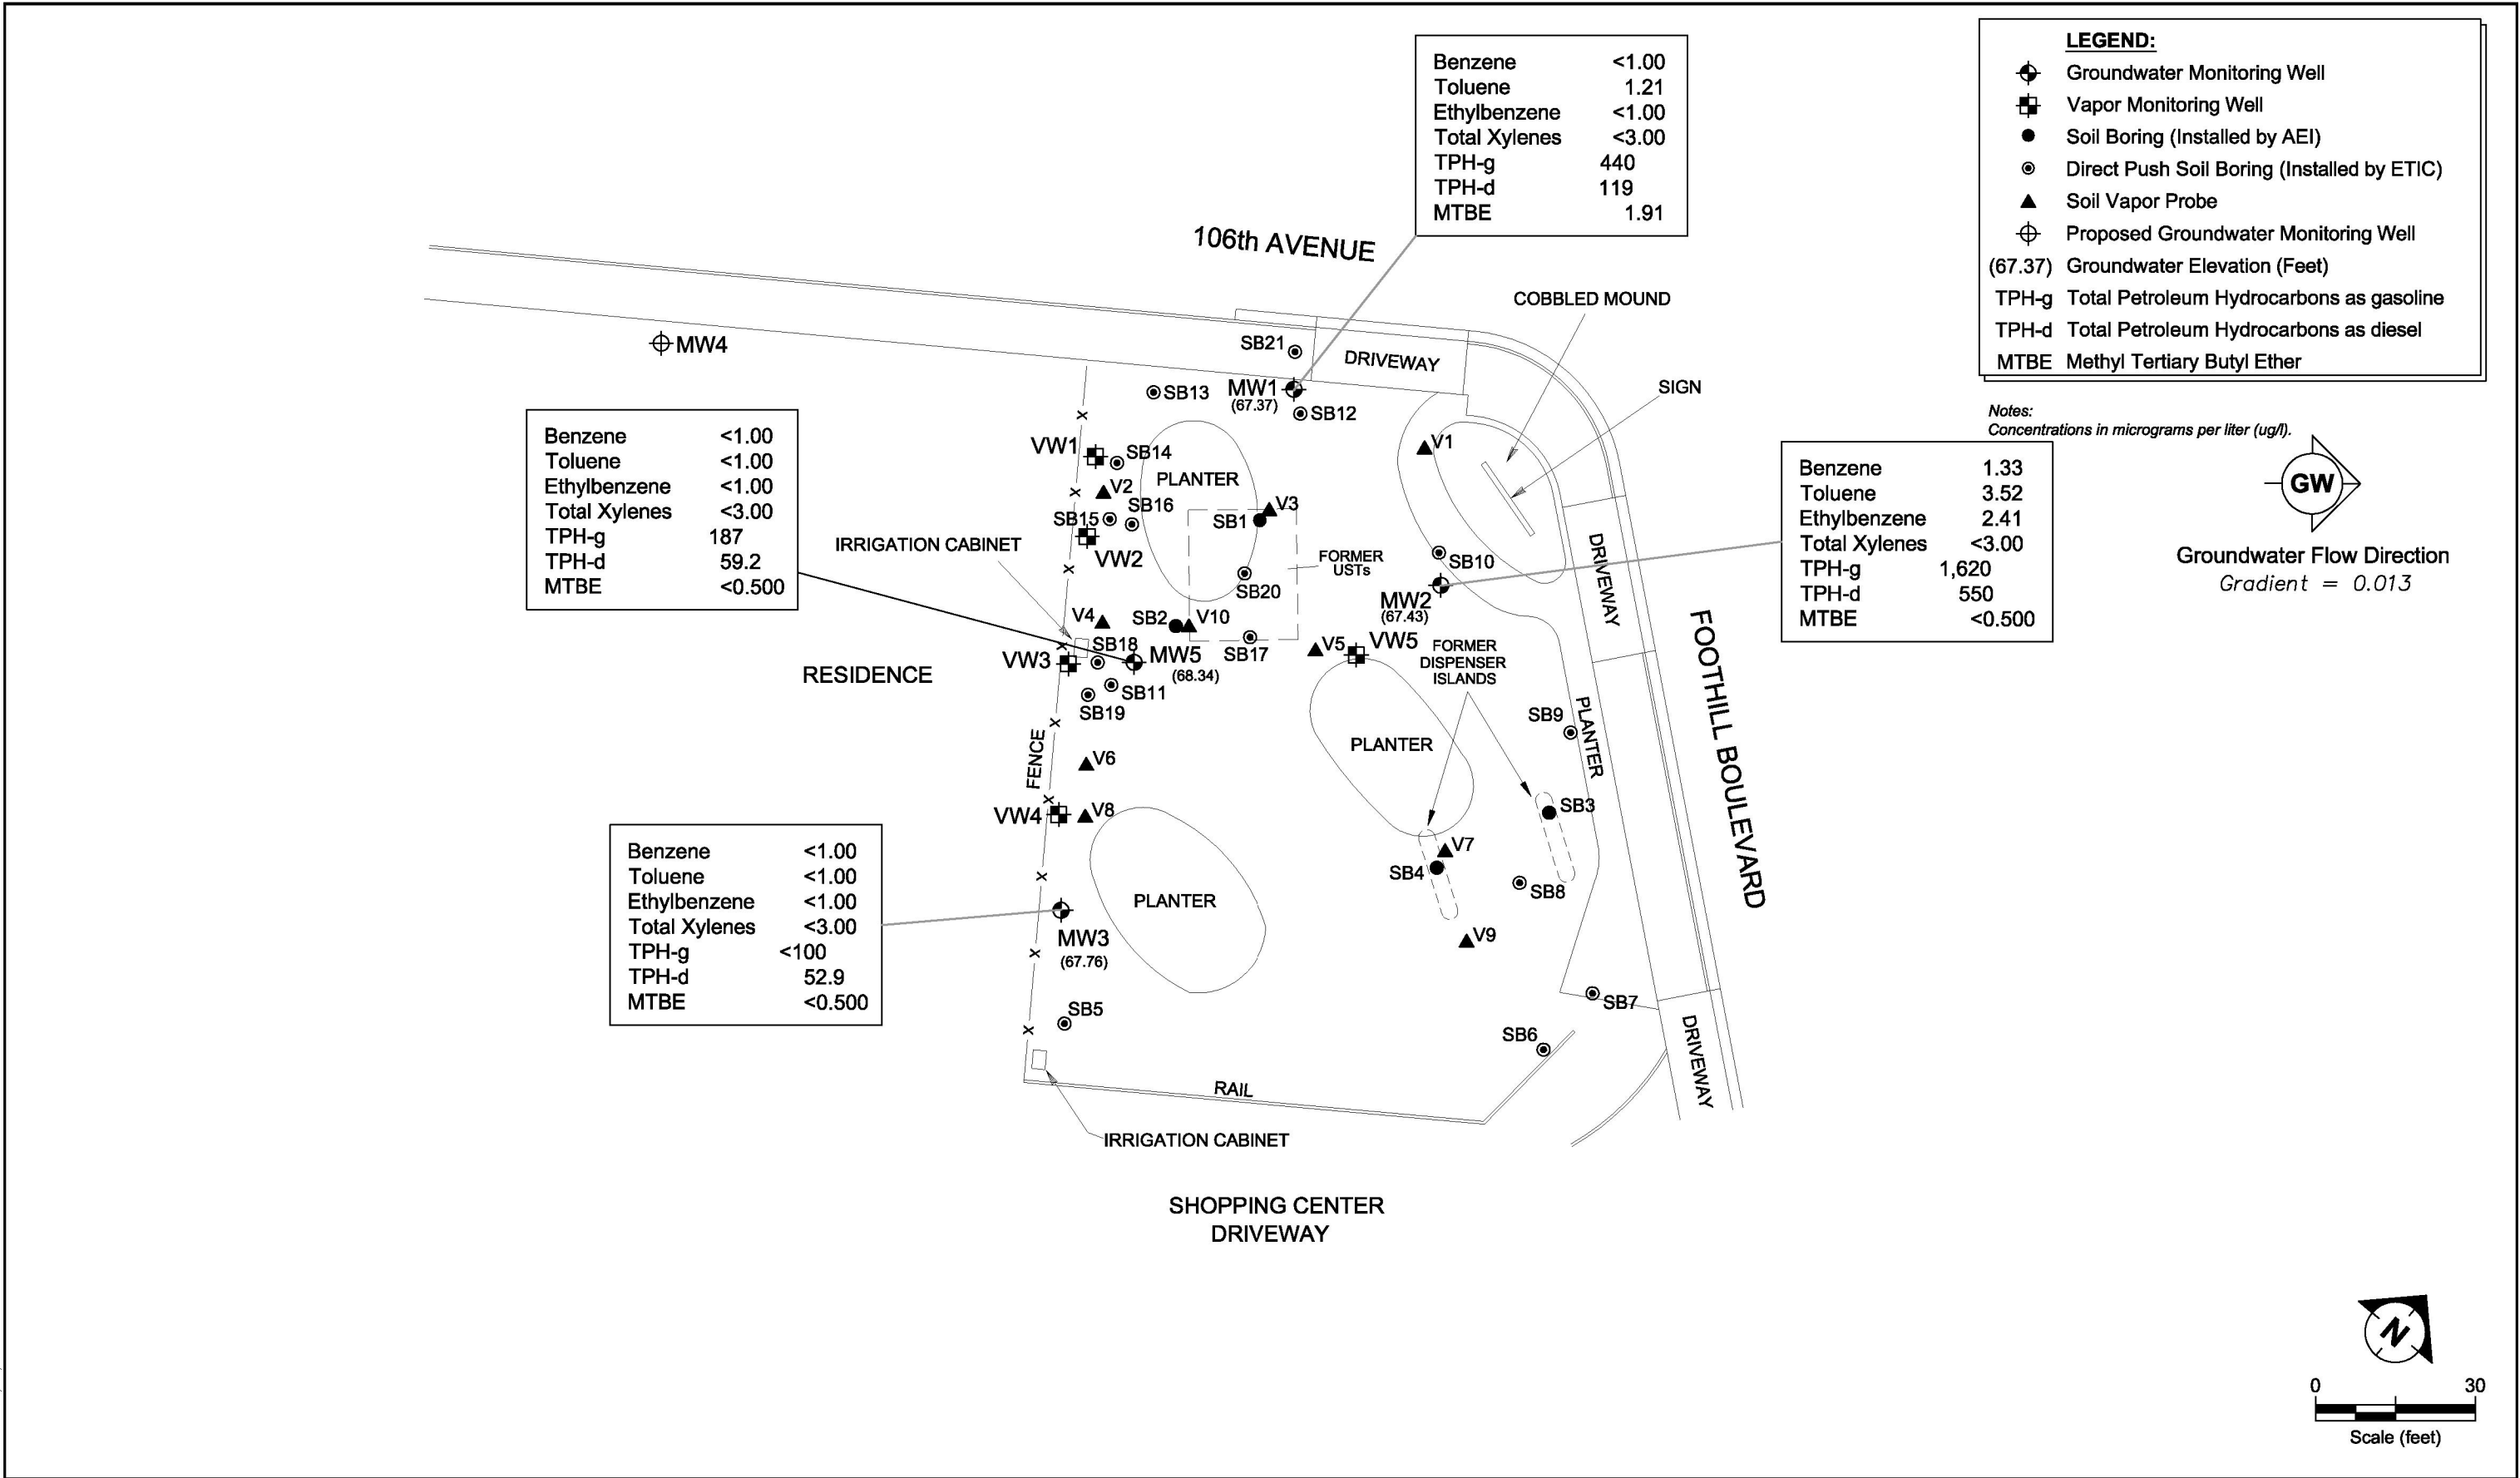 LEGEND:
Groundwater Monitoring Well
Vapor Monitoring Well
Soil Boring (Installed by AEI)
Direct Push Soil Boring (Installed by ETIC)
Soil Vapor Probe
Proposed Groundwater Monitoring Well
(67.37) Groundwater Elevation (Feet)
TPH-g Total Petroleum Hydrocarbons as gasoline
TPH-d Total Petroleum Hydrocarbons as diesel
MTBE Methyl Tertiary Butyl Ether
Notes:
Concentrations in micrograms per liter (ug/l).
GW
Groundwater Flow Direction
Gradient = 0.013
Benzene <1.00
Toluene 1.21
Ethylbenzene <1.00
Total Xylenes <3.00
TPH-g 440
TPH-d 119
MTBE 1.91
106th AVENUE
COBBLED MOUND
SIGN
MW4
SB21
DRIVEWAY
SB13
MW1
(67.37)
SB12
V1
VW1
SB14
PLANTER
V2
SB16
SB15
VW2
V3
SB1
FORMER
USTs
SB20
SB10
MW2
(67.43)
DRIVEWAY
Benzene <1.00
Toluene <1.00
Ethylbenzene <1.00
Total Xylenes <3.00
TPH-g 187
TPH-d 59.2
MTBE <0.500
IRRIGATION CABINET
Benzene 1.33
Toluene 3.52
Ethylbenzene 2.41
Total Xylenes <3.00
TPH-g 1,620
TPH-d 550
MTBE <0.500
V4
SB2
V10
SB18
MW5
(68.34)
SB17
V5
VW5
VW3
SB11
SB19
RESIDENCE
FORMER
DISPENSER
ISLANDS
FOOTHILL BOULEVARD
SB9
PLANTER
PLANTER
FENCE
V6
VW4
V8
SB3
V7
SB4
SB8
Benzene <1.00
Toluene <1.00
Ethylbenzene <1.00
Total Xylenes <3.00
TPH-g <100
TPH-d 52.9
MTBE <0.500
PLANTER
MW3
(67.76)
V9
SB5
SB7
SB6
DRIVEWAY
RAIL
IRRIGATION CABINET
SHOPPING CENTER
DRIVEWAY
N
0 30
Scale (feet)